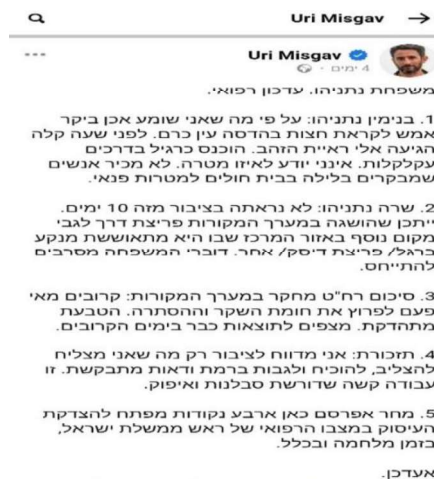 Uri Misgav
Uri Misgav
4 ימים
משפחת נתניהו. עדכון רפואי.
1. בנימין נתניהו: על פי מה שאני שומע אכן ביקר
אמש לקראת חצות בהדסה עין כרם. לפני שעה קלה
הגיעה אלי ראיית הזהב. הוכנס כרגיל בדרכים
עקלקלות. אינני יודע לאיזו מטרה. לא מכיר אנשים
שמבקרים בלילה בבית חולים למטרות פנאי.
2. שרה נתניהו: לא נראתה בציבור מזה 10 ימים.
ייתכן שהושגה במערך המקורות פריצת דרך לגבי
מקום נוסף באזור המרכז שבו היא מתאוששת מנקע
ברגל/ פריצת דיסק/ אחר. דוברי המשפחה מסרבים
להתייחס.
3. סיכום רח"ט מחקר במערך המקורות: קרובים מאי
פעם לפרוץ את חומת השקר וההסתרה. הטבעת
מתהדקת. מצפים לתוצאות כבר בימים הקרובים.
4. תזכורת: אני מדווח לציבור רק מה שאני מצליח
להצליב, להוכיח ולגבות ברמת ודאות מתבקשת. זו
עבודה קשה שדורשת סבלנות ואיפוק.
5. מחר אפרסם כאן ארבע נקודות מפתח להצדקת
העיסוק במצבו הרפואי של ראש ממשלת ישראל,
בזמן מלחמה ובכלל.
אעדכן.